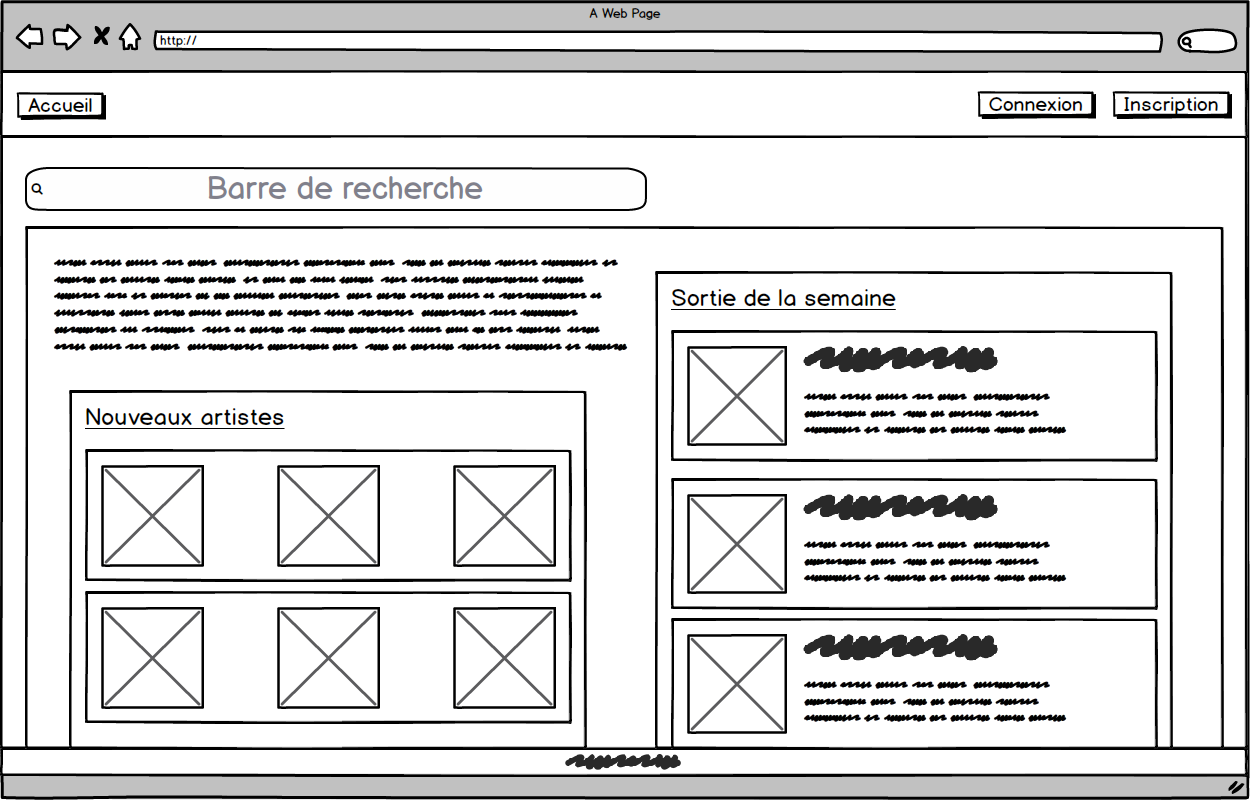 A Web Page
http://
Accueil
Connexion
Inscription
Barre de recherche
Sortie de la semaine
Nouveaux artistes